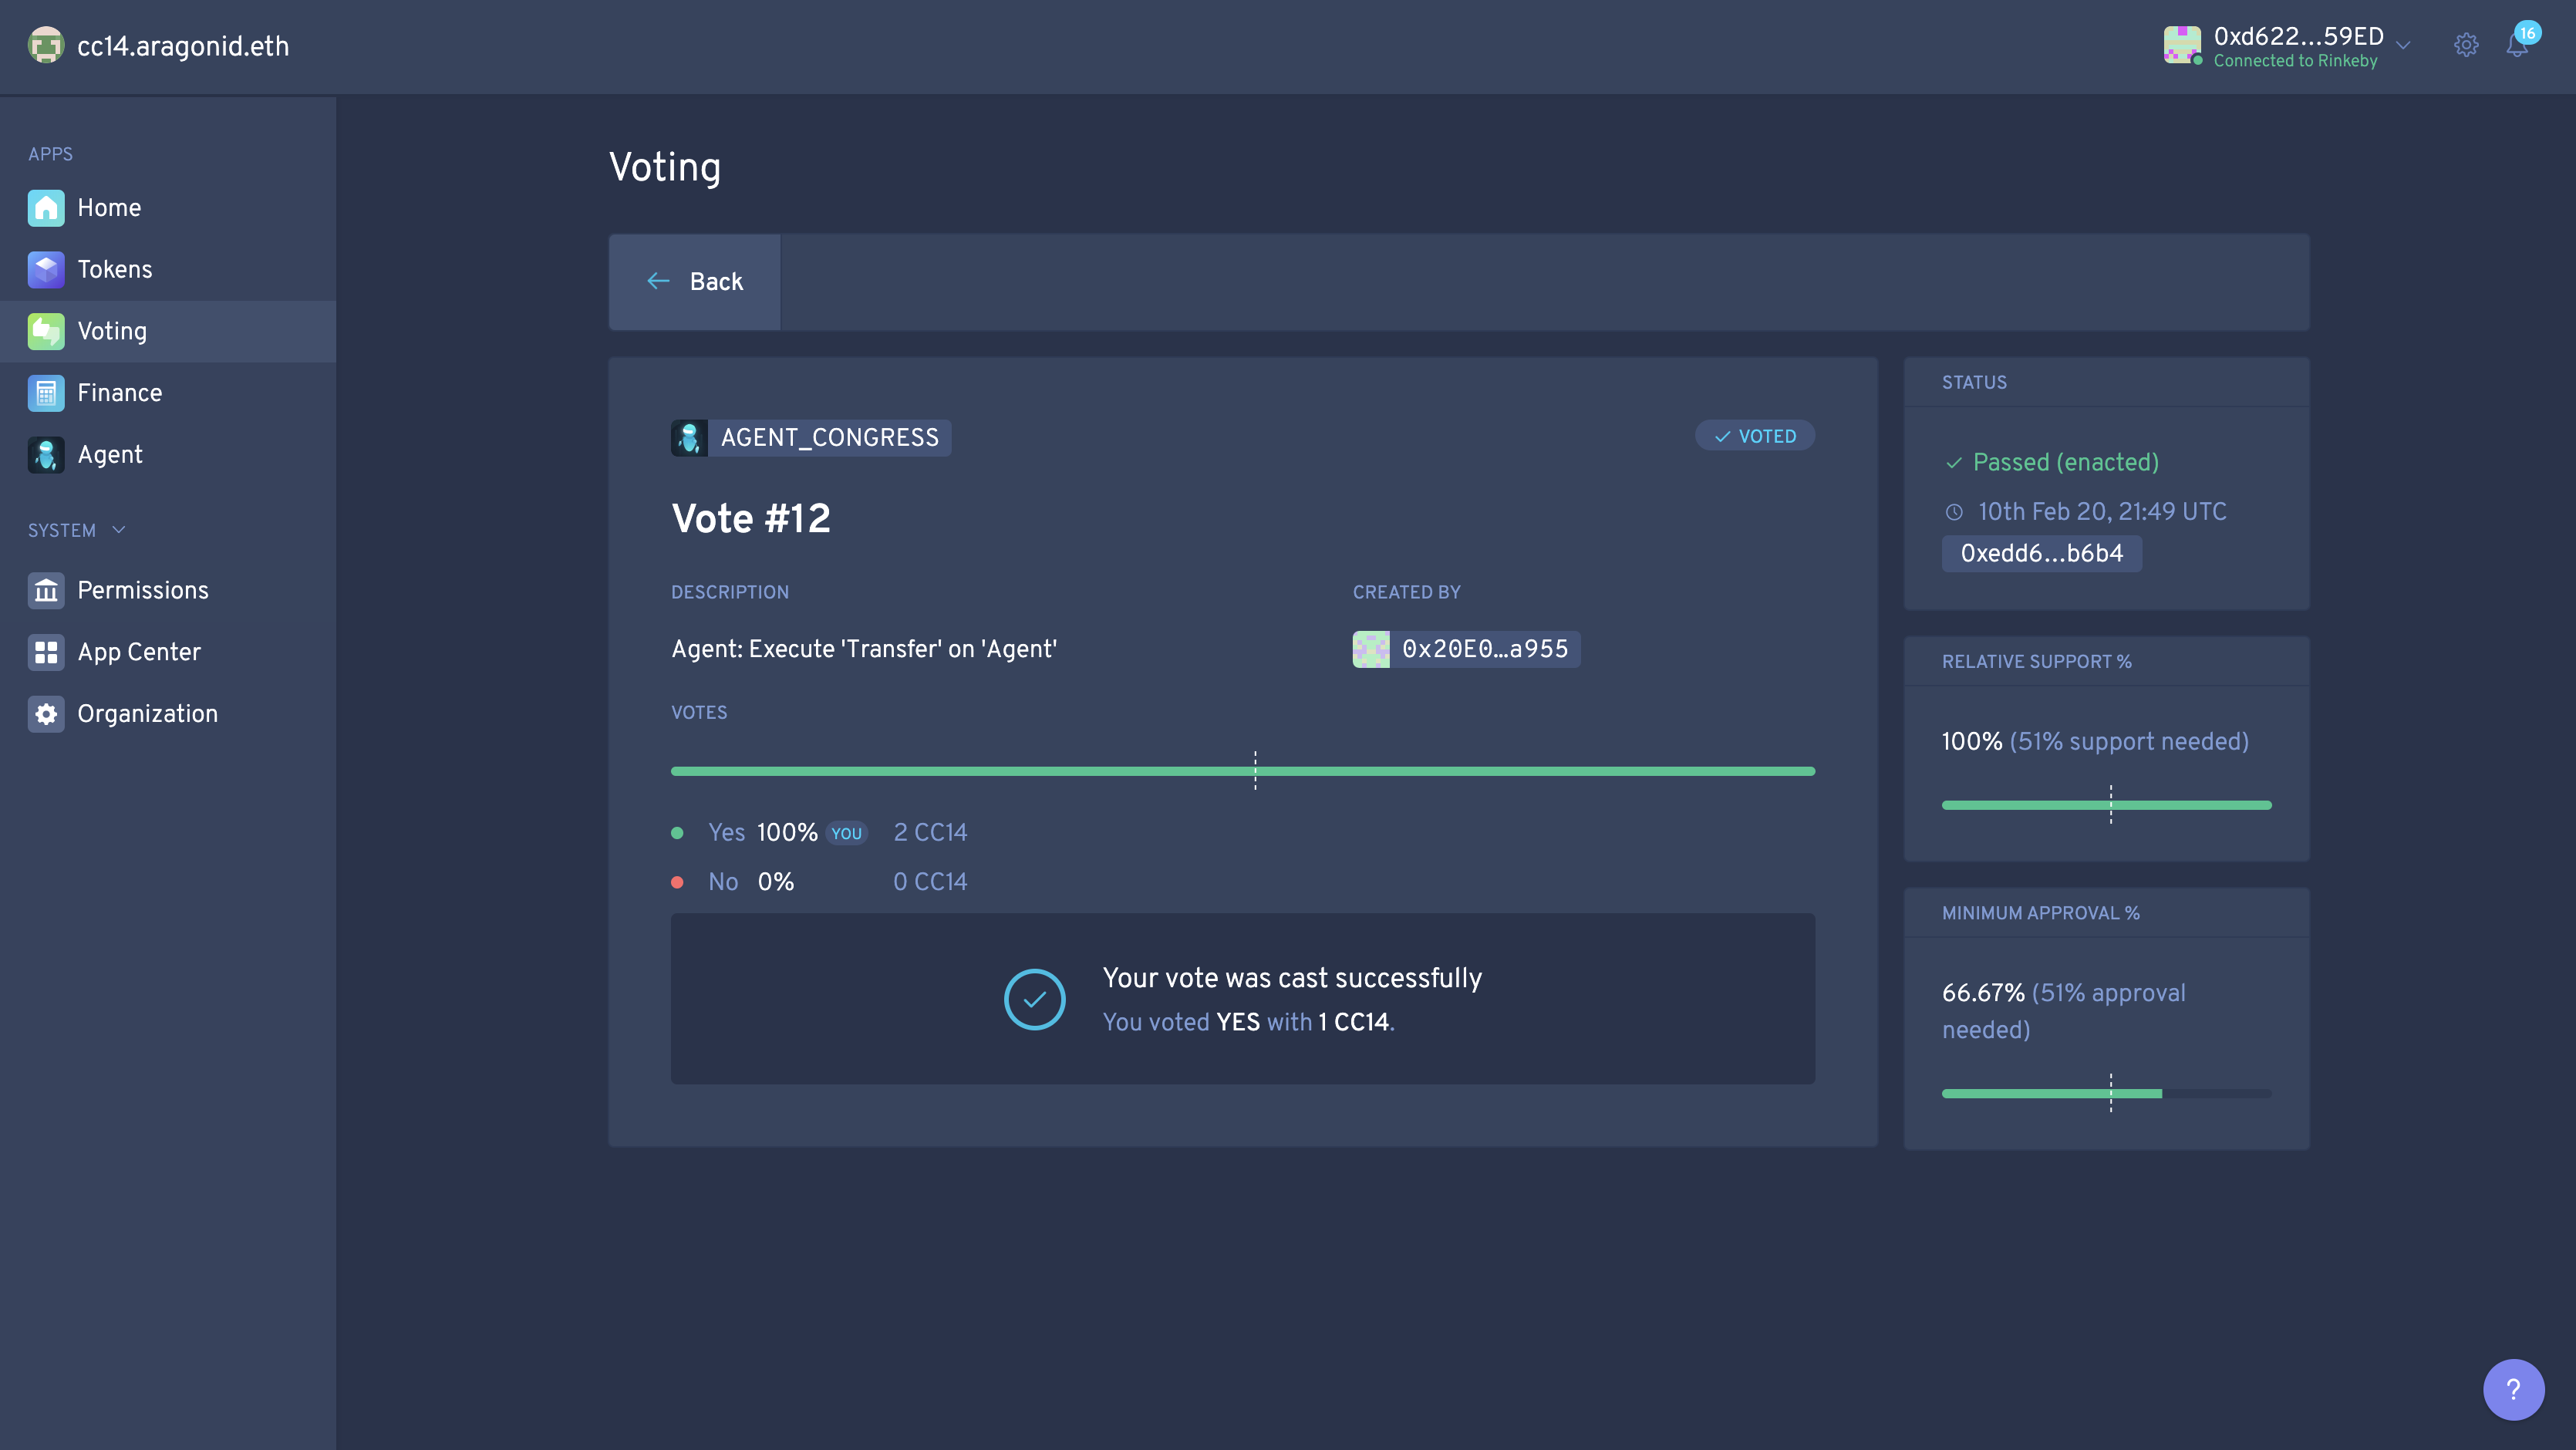 cc14.aragonid.eth
0xd622...59ED
Connected to Rinkeby
16
APPS
Home
Tokens
Voting
Finance
Agent
SYSTEM
Permissions
App Center
Organization
Voting
Back
AGENT_CONGRESS
VOTED
Vote #12
DESCRIPTION
Agent: Execute 'Transfer' on 'Agent'
CREATED BY
0x20E0…a955
VOTES
Yes 100% YOU 2 CC14
No 0% 0 CC14
Your vote was cast successfully
You voted YES with 1 CC14.
STATUS
Passed (enacted)
10th Feb 20, 21:49 UTC
0xedd6...b6b4
RELATIVE SUPPORT %
100% (51% support needed)
MINIMUM APPROVAL %
66.67% (51% approval
needed)
?